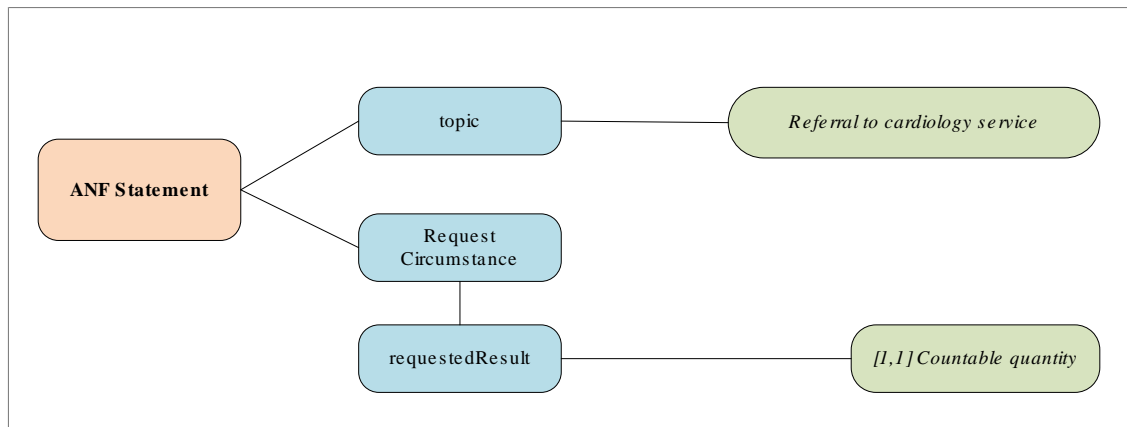 topic
Referral to cardiology service
ANF Statement
Request
Circumstance
requestedResult
[1,1] Countable quantity